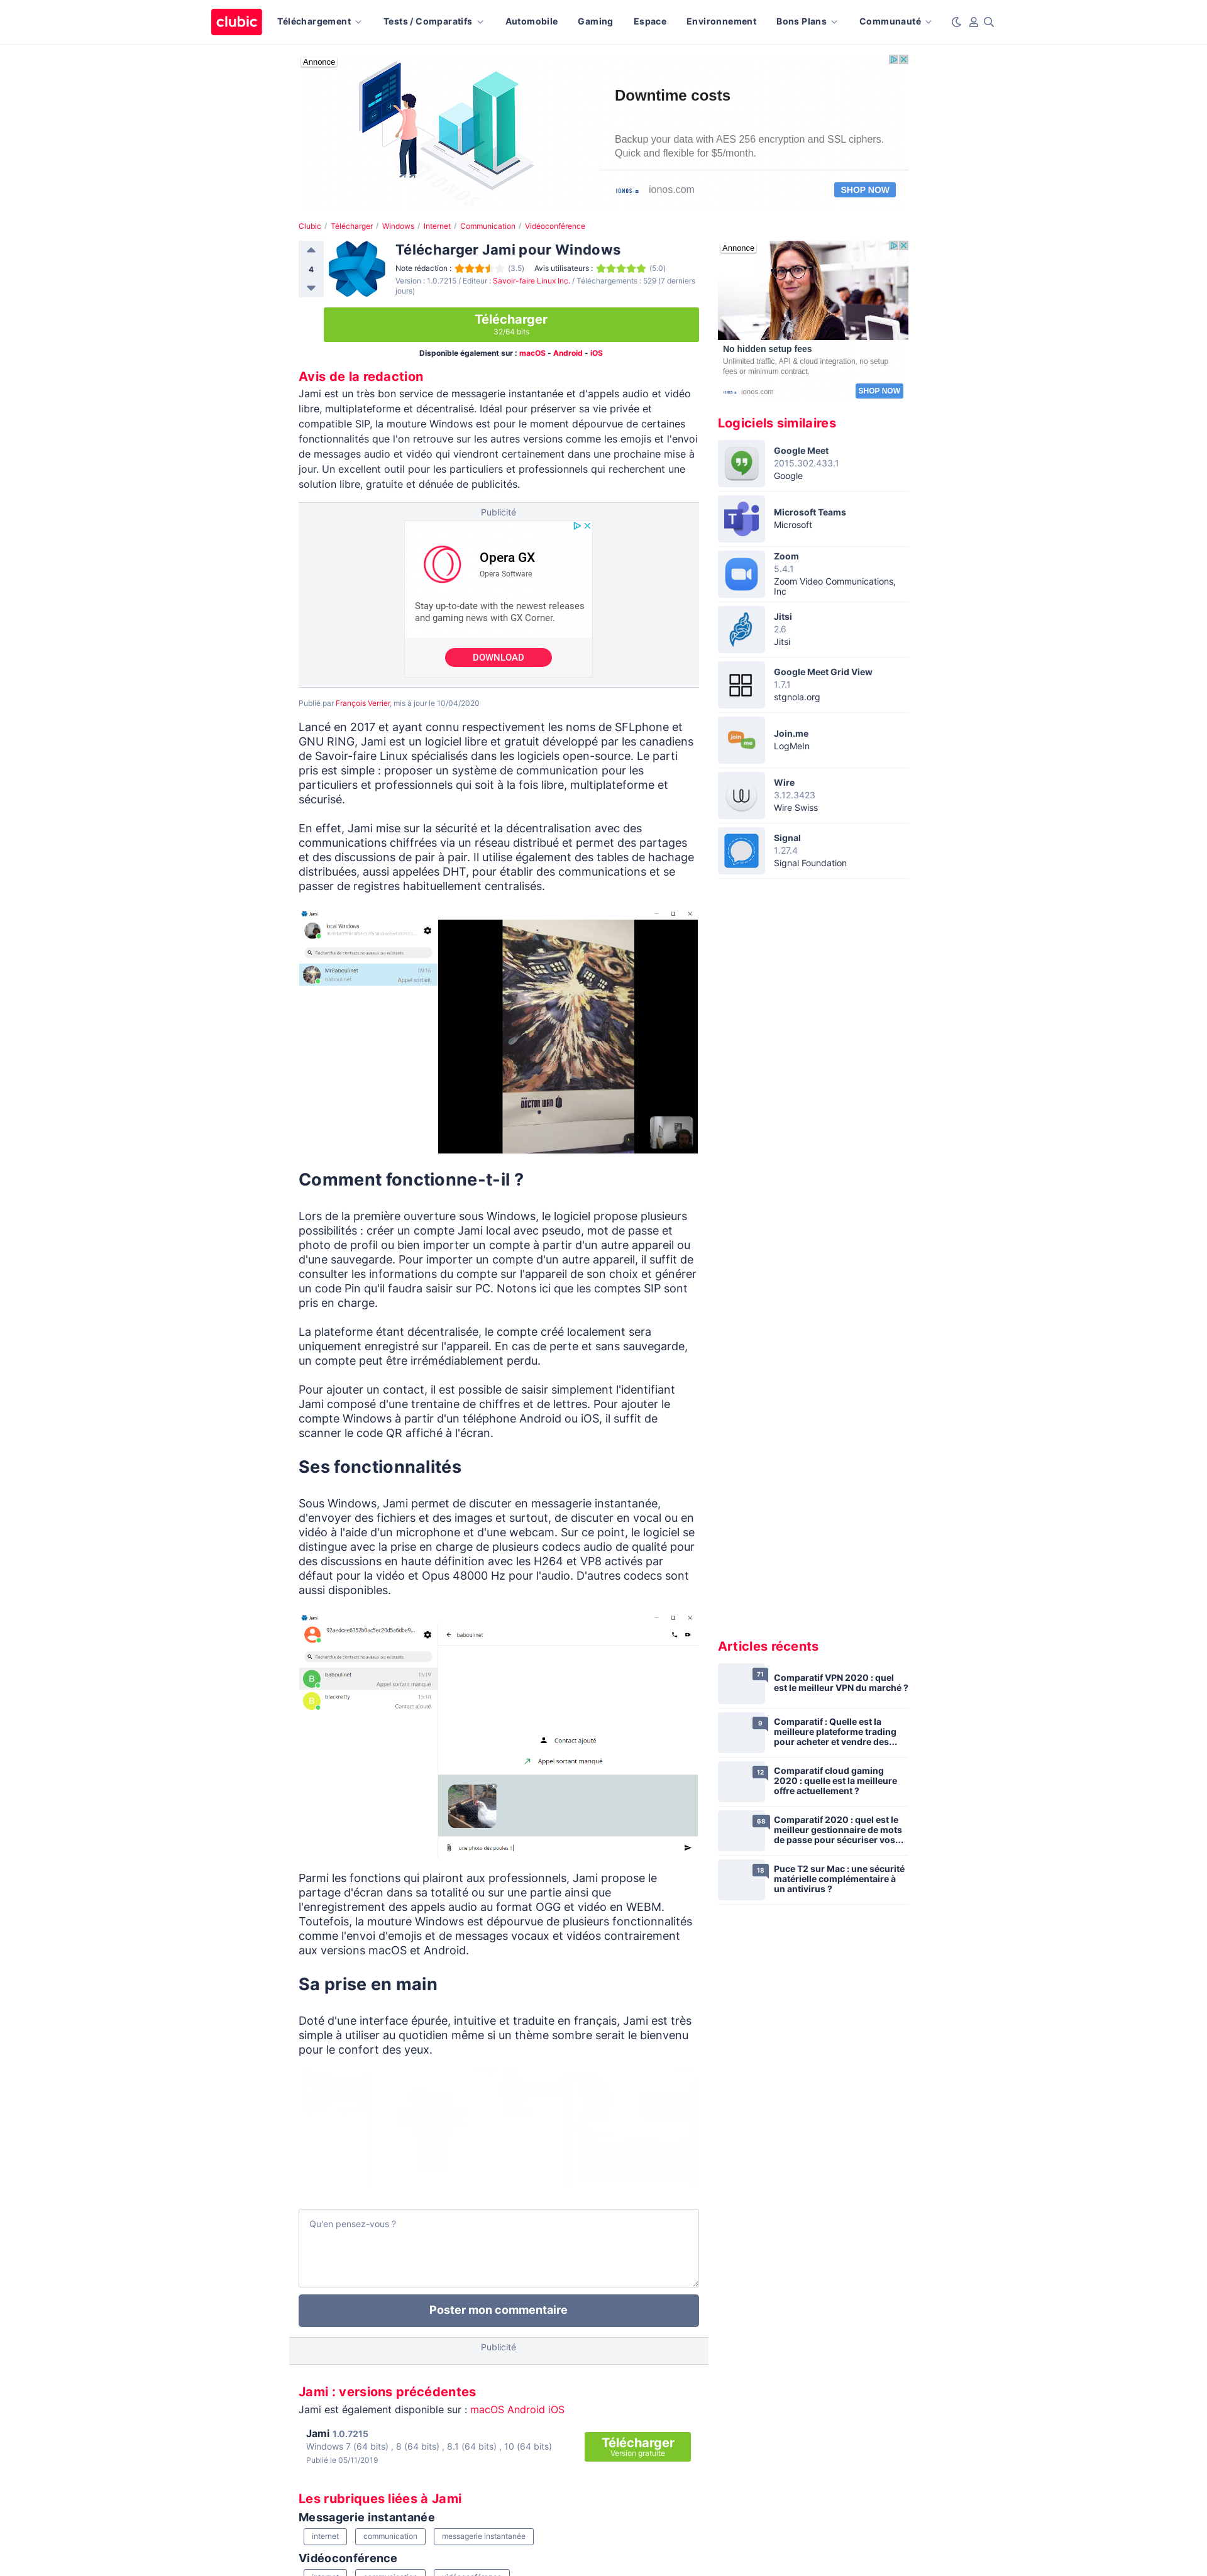 clubic
Téléchargement
Tests / Comparatifs
Automobile
Gaming
Espace
Environnement
Bons Plans
Communauté
Annonce
Downtime costs
Backup your data with AES 256 encryption and SSL ciphers.
Quick and flexible for $5/month.
IONOS
ionos.com
SHOP NOW
Clubic / Télécharger / Windows / Internet / Communication / Vidéoconférence
4
Télécharger Jami pour Windows
Note rédaction : (3.5) Avis utilisateurs : (5.0)
Version : 1.0.7215 / Editeur : Savoir-faire Linux Inc. / Téléchargements : 529 (7 derniers
jours)
Télécharger
32/64 bits
Disponible également sur : macOS - Android - iOS
Avis de la redaction
Jami est un très bon service de messagerie instantanée et d'appels audio et vidéo
libre, multiplateforme et décentralisé. Idéal pour préserver sa vie privée et
compatible SIP, la mouture Windows est pour le moment dépourvue de certaines
fonctionnalités que l'on retrouve sur les autres versions comme les emojis et l'envoi
de messages audio et vidéo qui viendront certainement dans une prochaine mise à
jour. Un excellent outil pour les particuliers et professionnels qui recherchent une
solution libre, gratuite et dénuée de publicités.
Publicité
Opera GX
Opera Software
Stay up-to-date with the newest releases
and gaming news with GX Corner.
DOWNLOAD
Publié par François Verrier, mis à jour le 10/04/2020
Lancé en 2017 et ayant connu respectivement les noms de SFLphone et
GNU RING, Jami est un logiciel libre et gratuit développé par les canadiens
de Savoir-faire Linux spécialisés dans les logiciels open-source. Le parti
pris est simple : proposer un système de communication pour les
particuliers et professionnels qui soit à la fois libre, multiplateforme et
sécurisé.
En effet, Jami mise sur la sécurité et la décentralisation avec des
communications chiffrées via un réseau distribué et permet des partages
et des discussions de pair à pair. Il utilise également des tables de hachage
distribuées, aussi appelées DHT, pour établir des communications et se
passer de registres habituellement centralisés.
Jami
local Windows
Recherche de contacts nouveaux ou existants
MrBaboulinet
baboulinet
Appel sortant
DOCTOR WHO
Comment fonctionne-t-il ?
Lors de la première ouverture sous Windows, le logiciel propose plusieurs
possibilités : créer un compte Jami local avec pseudo, mot de passe et
photo de profil ou bien importer un compte à partir d'un autre appareil ou
d'une sauvegarde. Pour importer un compte d'un autre appareil, il suffit de
consulter les informations du compte sur l'appareil de son choix et générer
un code Pin qu'il faudra saisir sur PC. Notons ici que les comptes SIP sont
pris en charge.
La plateforme étant décentralisée, le compte créé localement sera
uniquement enregistré sur l'appareil. En cas de perte et sans sauvegarde,
un compte peut être irrémédiablement perdu.
Pour ajouter un contact, il est possible de saisir simplement l'identifiant
Jami composé d'une trentaine de chiffres et de lettres. Pour ajouter le
compte Windows à partir d'un téléphone Android ou iOS, il suffit de
scanner le code QR affiché à l'écran.
Ses fonctionnalités
Sous Windows, Jami permet de discuter en messagerie instantanée,
d'envoyer des fichiers et des images et surtout, de discuter en vocal ou en
vidéo à l'aide d'un microphone et d'une webcam. Sur ce point, le logiciel se
distingue avec la prise en charge de plusieurs codecs audio de qualité pour
des discussions en haute définition avec les H264 et VP8 activés par
défaut pour la vidéo et Opus 48000 Hz pour l'audio. D'autres codecs sont
aussi disponibles.
Jami
baboulinet
Recherche de contacts nouveaux ou existants
B
baboulinet
15:19
Appel sortant manqué
B
blacknally
15:18
Contact ajouté
Contact ajouté
Appel sortant manqué
une photo des poules !!
Parmi les fonctions qui plairont aux professionnels, Jami propose le
partage d'écran dans sa totalité ou sur une partie ainsi que
l'enregistrement des appels audio au format OGG et vidéo en WEBM.
Toutefois, la mouture Windows est dépourvue de plusieurs fonctionnalités
comme l'envoi d'emojis et de messages vocaux et vidéos contrairement
aux versions macOS et Android.
Sa prise en main
Doté d'une interface épurée, intuitive et traduite en français, Jami est très
simple à utiliser au quotidien même si un thème sombre serait le bienvenu
pour le confort des yeux.
Qu'en pensez-vous ?
Poster mon commentaire
Publicité
Jami : versions précédentes
Jami est également disponible sur : macOS Android iOS
Jami 1.0.7215
Windows 7 (64 bits) , 8 (64 bits) , 8.1 (64 bits) , 10 (64 bits)
Publié le 05/11/2019
Télécharger
Version gratuite
Les rubriques liées à Jami
Messagerie instantanée
internet
communication
messagerie instantanée
Vidéoconférence
Annonce
No hidden setup fees
Unlimited traffic, API & cloud integration, no setup
fees or minimum contract.
ionos.com
SHOP NOW
Logiciels similaires
Google Meet
2015.302.433.1
Google
Microsoft Teams
Microsoft
Zoom
5.4.1
Zoom Video Communications,
Inc
Jitsi
2.6
Jitsi
Google Meet Grid View
1.7.1
stgnola.org
join
me
Join.me
LogMeIn
Wire
3.12.3423
Wire Swiss
Signal
1.27.4
Signal Foundation
Articles récents
71
Comparatif VPN 2020 : quel
est le meilleur VPN du marché ?
9
Comparatif : Quelle est la
meilleure plateforme trading
pour acheter et vendre des...
12
Comparatif cloud gaming
2020 : quelle est la meilleure
offre actuellement ?
68
Comparatif 2020 : quel est le
meilleur gestionnaire de mots
de passe pour sécuriser vos...
18
Puce T2 sur Mac : une sécurité
matérielle complémentaire à
un antivirus ?